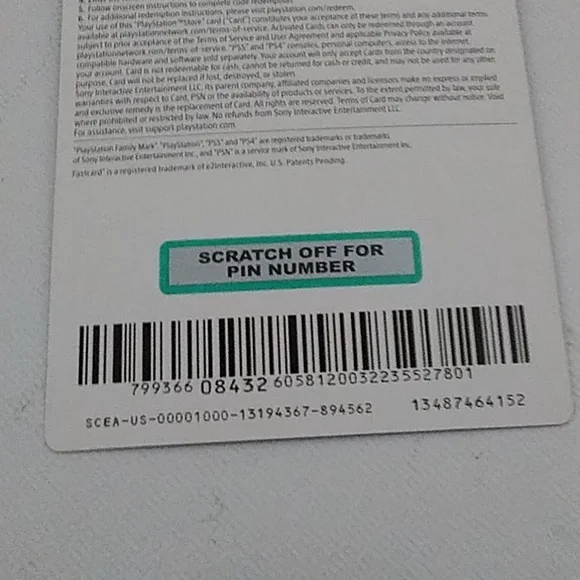 5. Follow onscreen instructions to complete code redemption.
6. For additional redemption instructions, please visit playstation.com/redeem.
Your use of this "PlayStation™Store" card ("Card") constitutes your acceptance of these terms and any additional terms
available at playstationnetwork.com/terms-of-service. Activated Cards can only be redeemed through an account,
subject to prior acceptance of the Terms of Service and User Agreement and applicable Privacy Policy available at
playstationnetwork.com/terms-of-service. "PS5" and "PS4" consoles, personal computers, access to the Internet,
compatible hardware and software sold separately. Your account will only accept Cards from the country designated on
your account. Card is not redeemable for cash, cannot be returned for cash or credit, and may not be used for any other
purpose. Card will not be replaced if lost, destroyed, or stolen.
Sony Interactive Entertainment LLC, its parent company, affiliated companies and licensors make no express or implied
warranties with respect to Card, PSN or the availability of products or services. To the extent permitted by law, your sole
and exclusive remedy is the replacement of Card. All rights are reserved. Terms of Card may change without notice. Void
where prohibited or restricted by law. No refunds from Sony Interactive Entertainment LLC.
For assistance, visit support.playstation.com.
"PlayStation Family Mark", "PlayStation", "PS5" and "PS4" are registered trademarks or trademarks
of Sony Interactive Entertainment Inc., and "PSN" is a service mark of Sony Interactive Entertainment Inc.
Fastcard® is a registered trademark of e2interactive, Inc. U.S. Patents Pending.
SCRATCH OFF FOR
PIN NUMBER
799366 08432 6058120032235527801
SCEA-US-00001000-13194367-894562 13487464152